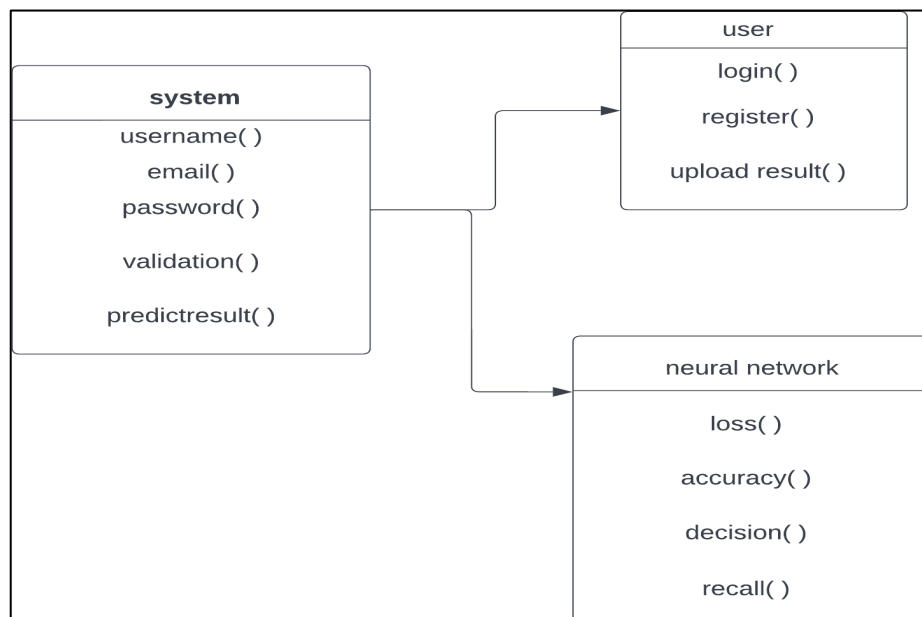 system
username( )
email( )
password( )
validation( )
predictresult( )
user
login( )
register( )
upload result( )
neural network
loss( )
accuracy( )
decision( )
recall( )